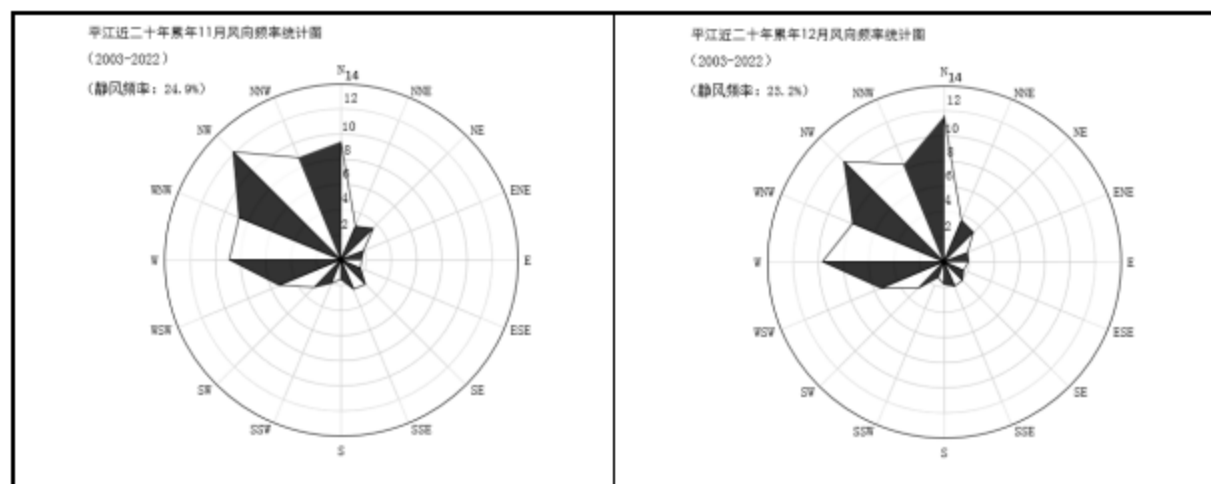 平江近二十年累年11月风向频率统计图
（2003-2022）
（静风频率：24.9%）
N
14
12
10
8
6
4
2
NNE
NE
ENE
E
ESE
SE
SSE
S
SSW
SW
WSW
W
WNW
NW
NNW
平江近二十年累年12月风向频率统计图
（2003-2022）
（静风频率：23.2%）
N
14
12
10
8
6
4
2
NNE
NE
ENE
E
ESE
SE
SSE
S
SSW
SW
WSW
W
WNW
NW
NNW